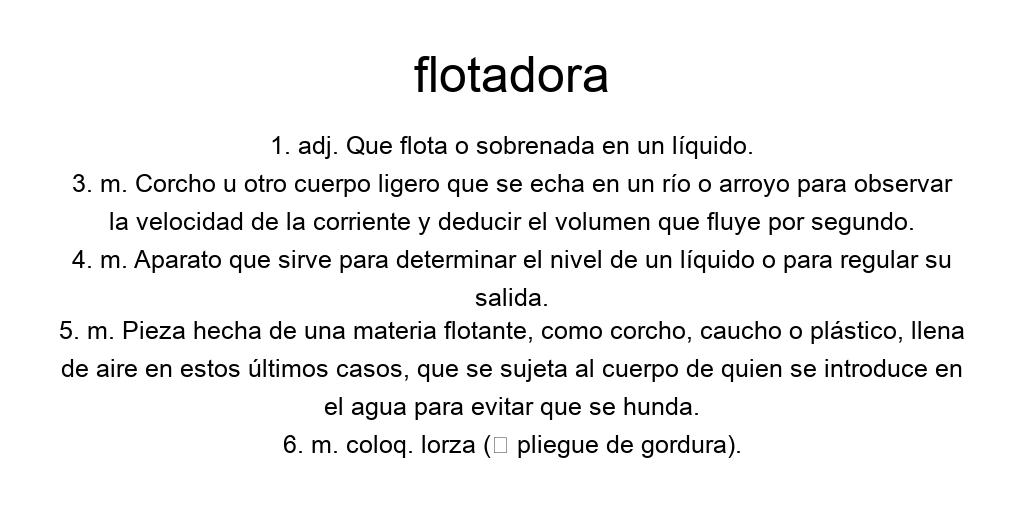 flotadora
1. adj. Que flota o sobrenada en un líquido.
3. m. Corcho u otro cuerpo ligero que se echa en un río o arroyo para observar
la velocidad de la corriente y deducir el volumen que fluye por segundo.
4. m. Aparato que sirve para determinar el nivel de un líquido o para regular su
salida.
5. m. Pieza hecha de una materia flotante, como corcho, caucho o plástico, llena
de aire en estos últimos casos, que se sujeta al cuerpo de quien se introduce en
el agua para evitar que se hunda.
6. m. coloq. lorza (▯ pliegue de gordura).